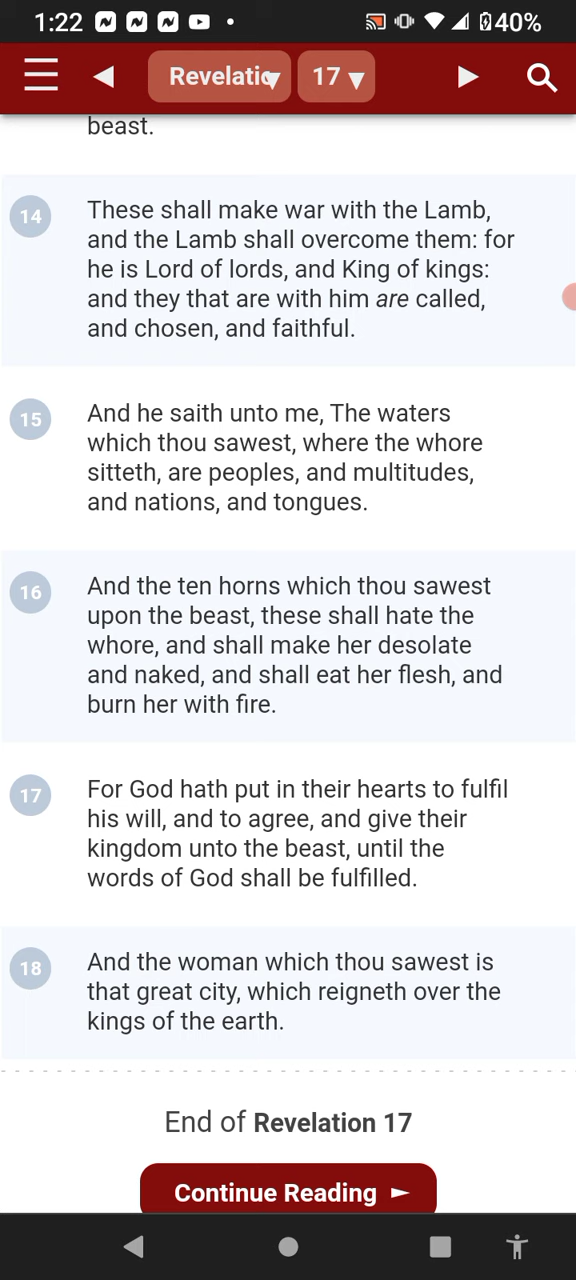 1:22
40%
Revelatio
17
beast.
14
These shall make war with the Lamb,
and the Lamb shall overcome them: for
he is Lord of lords, and King of kings:
and they that are with him are called,
and chosen, and faithful.
15
And he saith unto me, The waters
which thou sawest, where the whore
sitteth, are peoples, and multitudes,
and nations, and tongues.
16
And the ten horns which thou sawest
upon the beast, these shall hate the
whore, and shall make her desolate
and naked, and shall eat her flesh, and
burn her with fire.
17
For God hath put in their hearts to fulfil
his will, and to agree, and give their
kingdom unto the beast, until the
words of God shall be fulfilled.
18
And the woman which thou sawest is
that great city, which reigneth over the
kings of the earth.
End of Revelation 17
Continue Reading